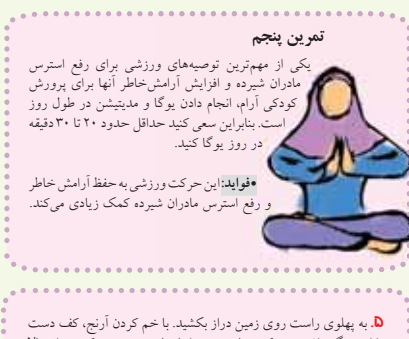 تمرین پنجم
یکی از مهم‌ترین توصیه‌های ورزشی برای رفع استرس
مادران شیرده و افزایش آرامش‌خاطر آنها برای پرورش
کودکی آرام، انجام دادن یوگا و مدیتیشن در طول روز
است. بنابراین سعی کنید حداقل حدود ۲۰ تا ۳۰ دقیقه
در روز یوگا کنید.
•فواید: این حرکت ورزشی به حفظ آرامش خاطر
و رفع استرس مادران شیرده کمک زیادی می‌کند.
۵. به پهلوی راست روی زمین دراز بکشید. با خم کردن آرنج، کف دست